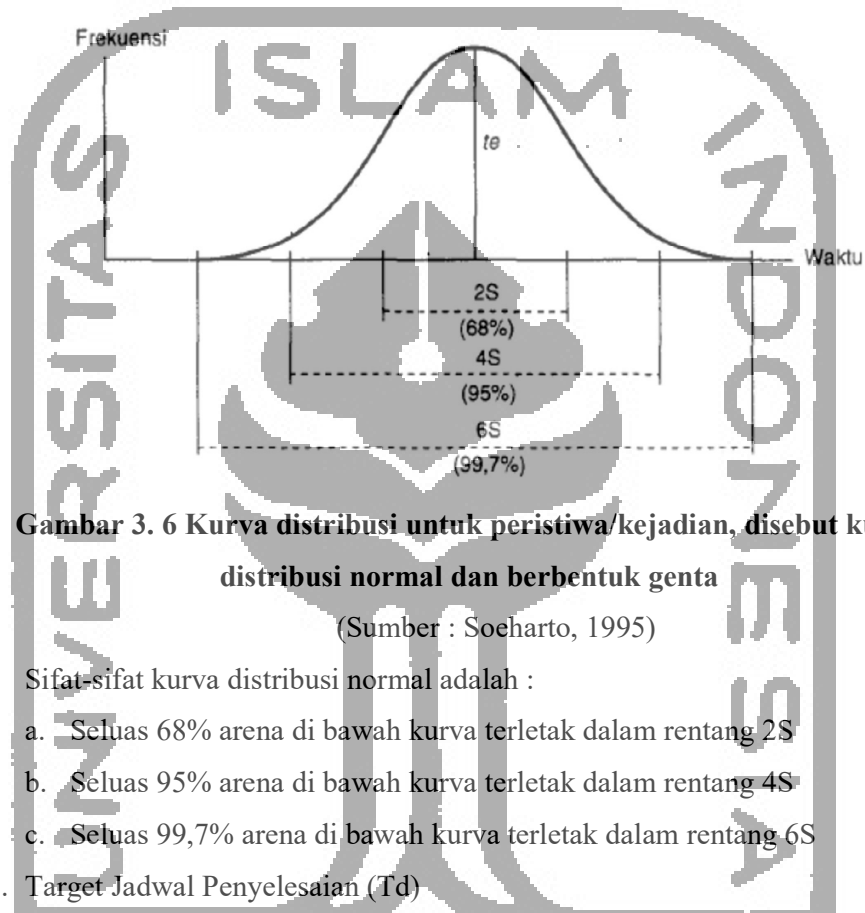 ISLAM
UNIVERSITAS
INDONESIA
Frekuensi
te
Waktu
2S
(68%)
4S
(95%)
6S
(99,7%)
Gambar 3. 6 Kurva distribusi untuk peristiwa/kejadian, disebut
distribusi normal dan berbentuk genta
(Sumber : Soeharto, 1995)
Sifat-sifat kurva distribusi normal adalah :
a. Seluas 68% arena di bawah kurva terletak dalam rentang 2S
b. Seluas 95% arena di bawah kurva terletak dalam rentang 4S
c. Seluas 99,7% arena di bawah kurva terletak dalam rentang 6S
. Target Jadwal Penyelesaian (Td)